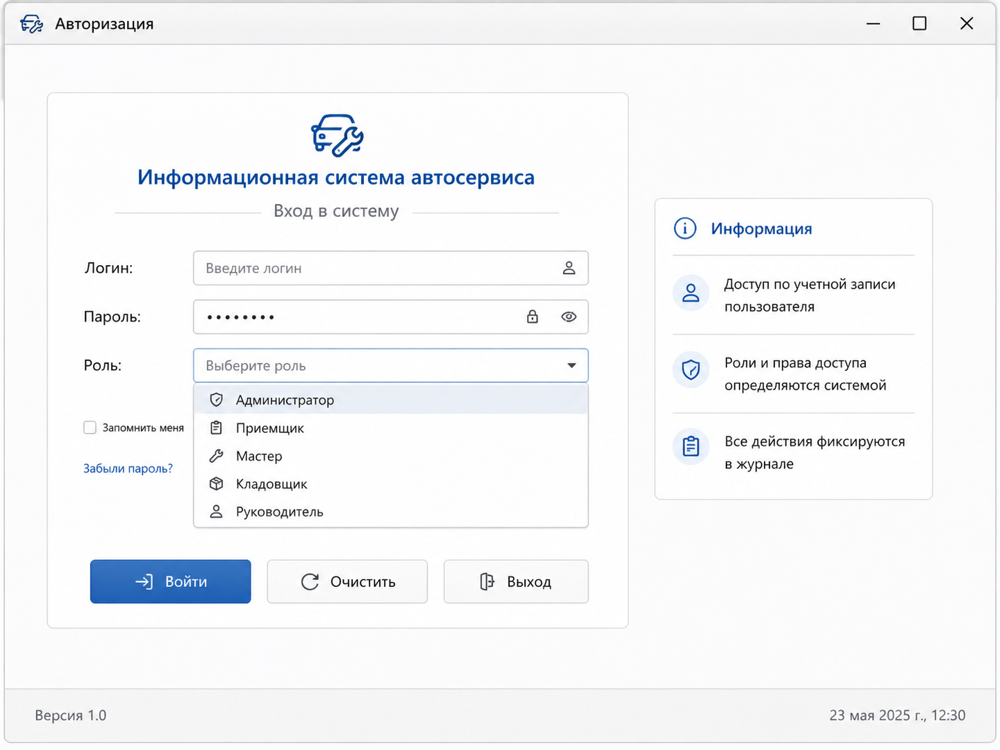 Авторизация
Информационная система автосервиса
Вход в систему
Логин:
Введите логин
Пароль:
••••••••
Роль:
Выберите роль
Администратор
Приемщик
Мастер
Кладовщик
Руководитель
Запомнить меня
Забыли пароль?
Войти
Очистить
Выход
Информация
Доступ по учетной записи
пользователя
Роли и права доступа
определяются системой
Все действия фиксируются
в журнале
Версия 1.0
23 мая 2025 г., 12:30